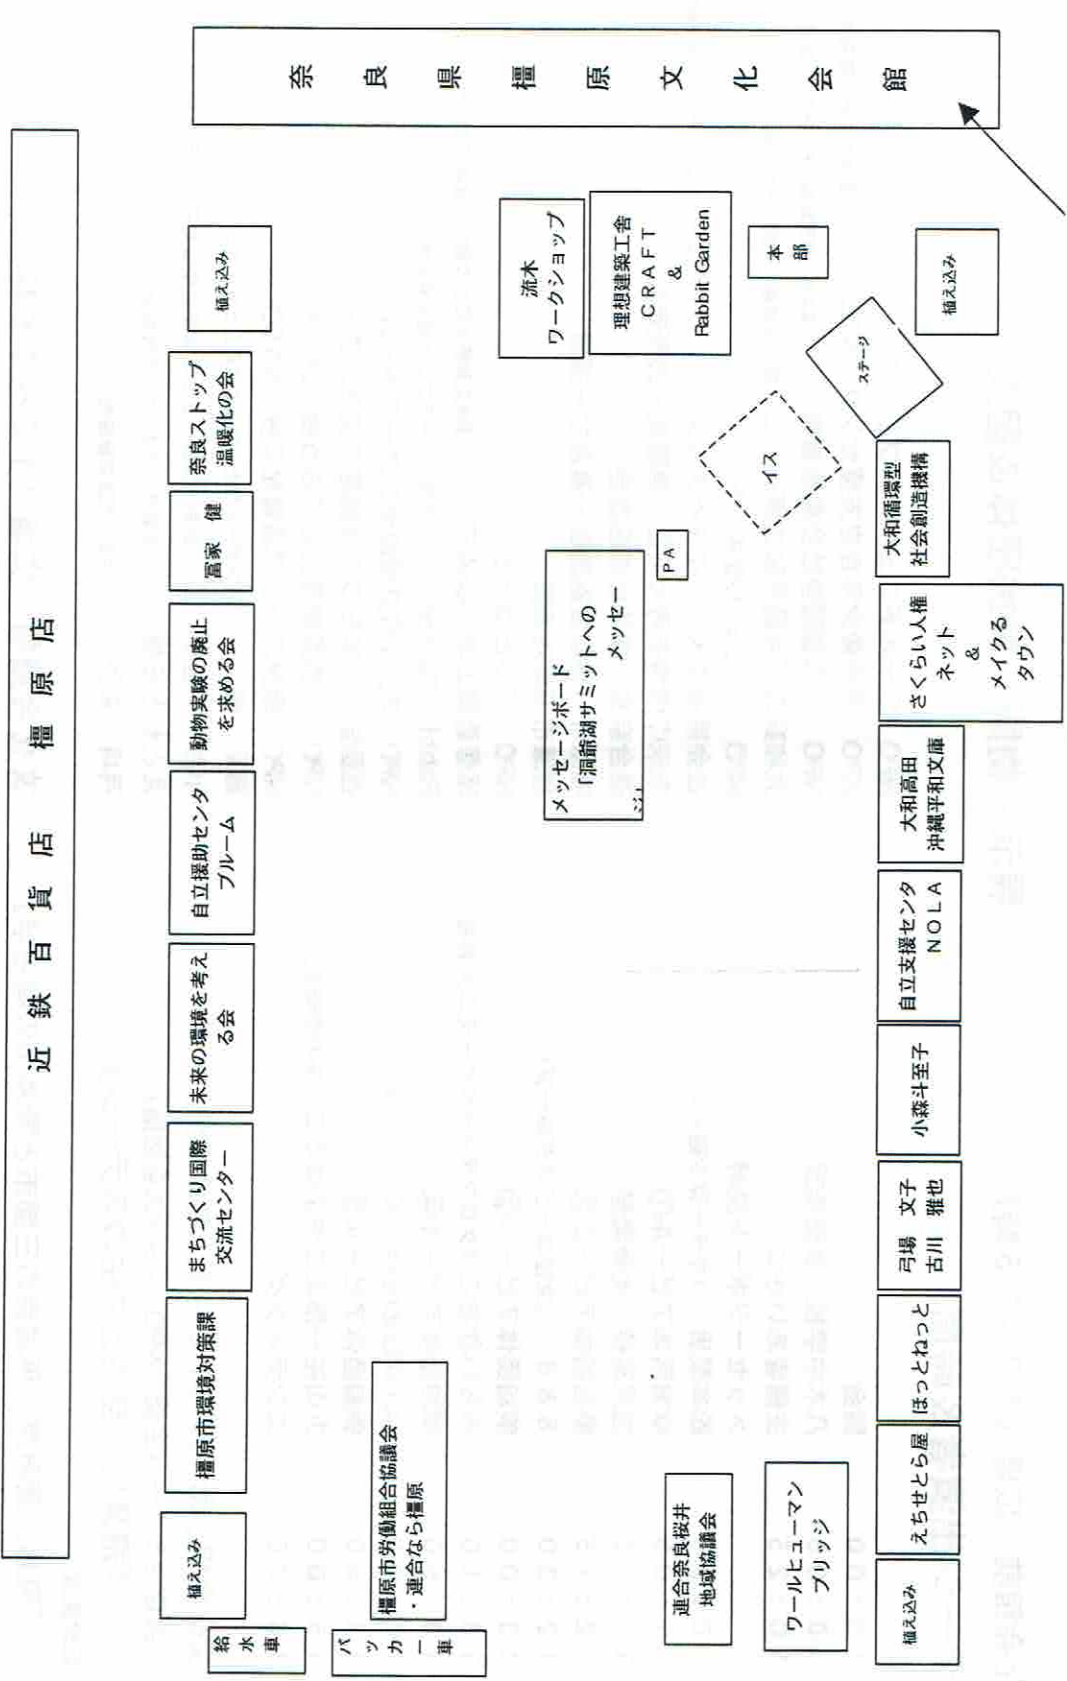 奈良県橿原文化会館
近鉄百貨店 橿原店
植え込み
奈良ストップ
温暖化の会
冨家 健
動物実験の廃止
を求める会
自立援助センタ
ブルーム
未来の環境を考え
る会
まちづくり国際
交流センター
橿原市環境対策課
植え込み
給水車
パッカー車
橿原市労働組合協議会
・連合なら橿原
流木
ワークショップ
理想建築工舎
CRAFT
&
Rabbit Garden
本部
植え込み
ステージ
イス
PA
メッセージボード
「洞爺湖サミットへの
メッセー
ジ」
大和循環型
社会創造機構
さくらい人権
ネット
&
メイクる
タウン
大和高田
沖縄平和文庫
自立支援センタ
NOLA
小森斗至子
弓場 文子
古川 雅也
ほっとねっと
えちせとら屋
植え込み
連合奈良桜井
地域協議会
ワールヒューマン
ブリッジ